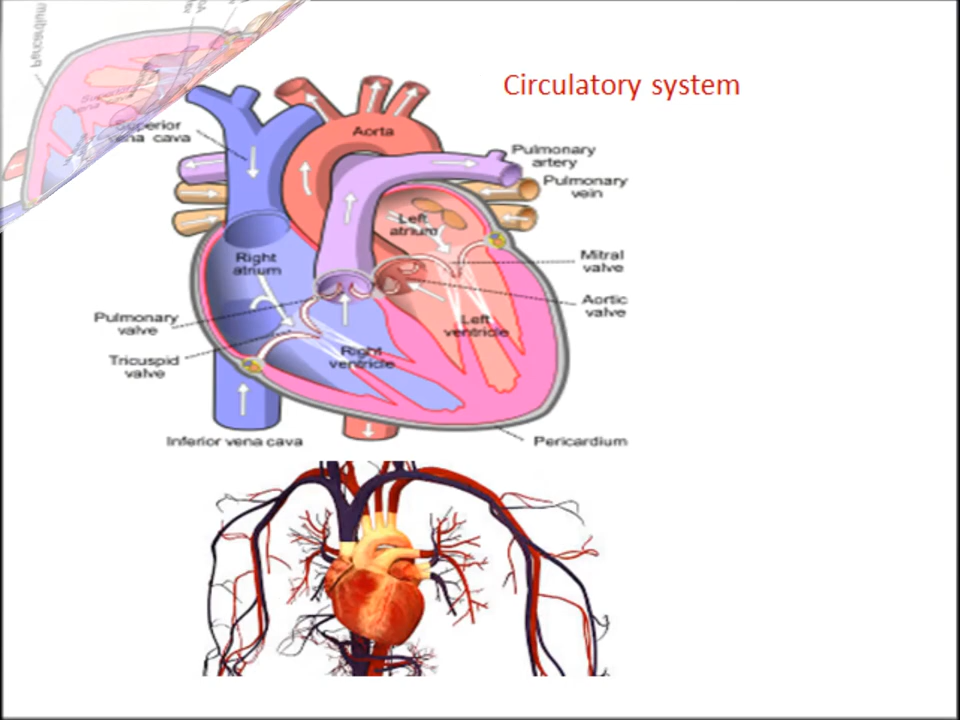 Circulatory system
Superior
vena cava
Aorta
Pulmonary
artery
Pulmonary
vein
Left
atrium
Right
atrium
Mitral
valve
Aortic
valve
Pulmonary
valve
Left
ventricle
Tricuspid
valve
Right
ventricle
Inferior vena cava
Pericardium